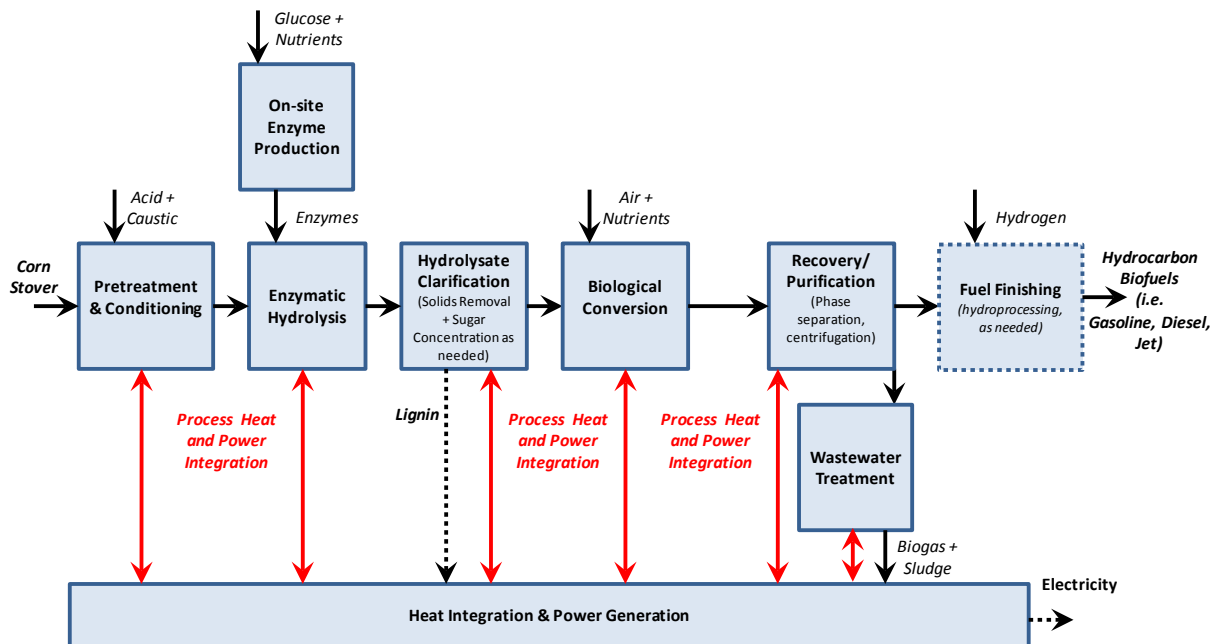 Glucose +
Nutrients
On-site
Enzyme
Production
Acid +
Caustic
Enzymes
Air +
Nutrients
Hydrogen
Corn
Stover
Pretreatment
& Conditioning
Enzymatic
Hydrolysis
Hydrolysate
Clarification
(Solids Removal
+ Sugar
Concentration as
needed)
Biological
Conversion
Recovery/
Purification
(Phase
separation,
centrifugation)
Fuel Finishing
(hydroprocessing,
as needed)
Hydrocarbon
Biofuels
(i.e.
Gasoline, Diesel,
Jet)
Process Heat
and Power
Integration
Lignin
Process Heat
and Power
Integration
Process Heat
and Power
Integration
Wastewater
Treatment
Biogas +
Sludge
Heat Integration & Power Generation
Electricity